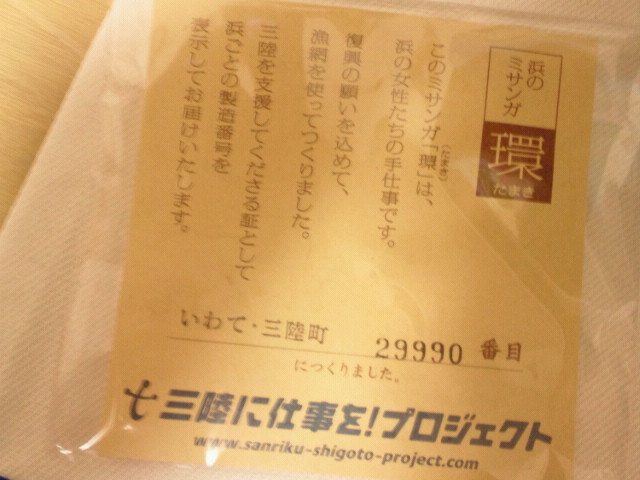 浜の
ミサンガ
環
たまき
このミサンガ「環」は、
(たまき)
浜の女性たちの手仕事です。
復興の願いを込めて、
漁網を使ってつくりました。
三陸を支援してくださる証として
浜ごとの製造番号を
表示してお届けいたします。
いわて・三陸町 29990 番目
につくりました。
三陸に仕事を!プロジェクト
www.sanriku-shigoto-project.com